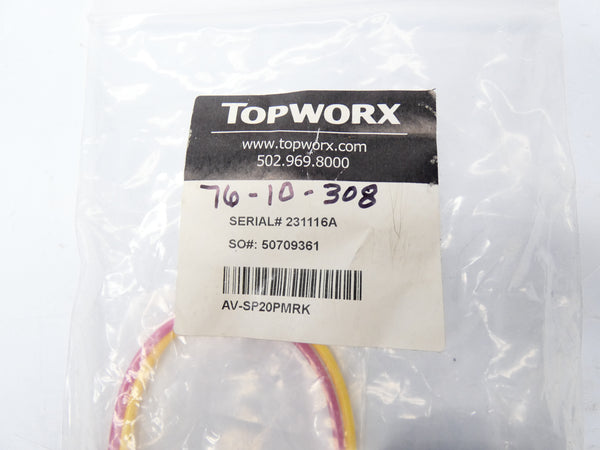 TOPWORX
www.topworx.com
502.969.8000
76-10-308
SERIAL# 231116A
SO#: 50709361
AV-SP20PMRK